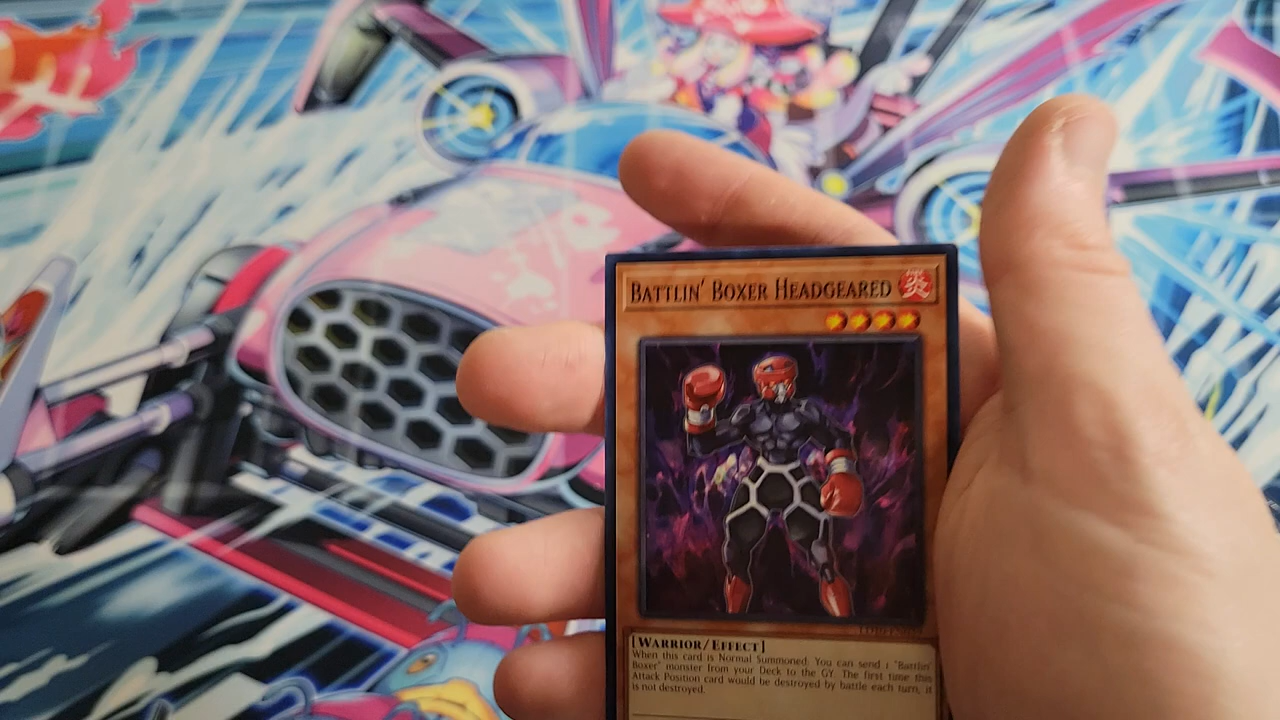 BATTLIN' BOXER HEADGEARED
炎
[WARRIOR/EFFECT]
When this card is Normal Summoned: You can send 1 "Battlin'
Boxer" monster from your Deck to the GY. The first time this
Attack Position card would be destroyed by battle each turn, it
is not destroyed.